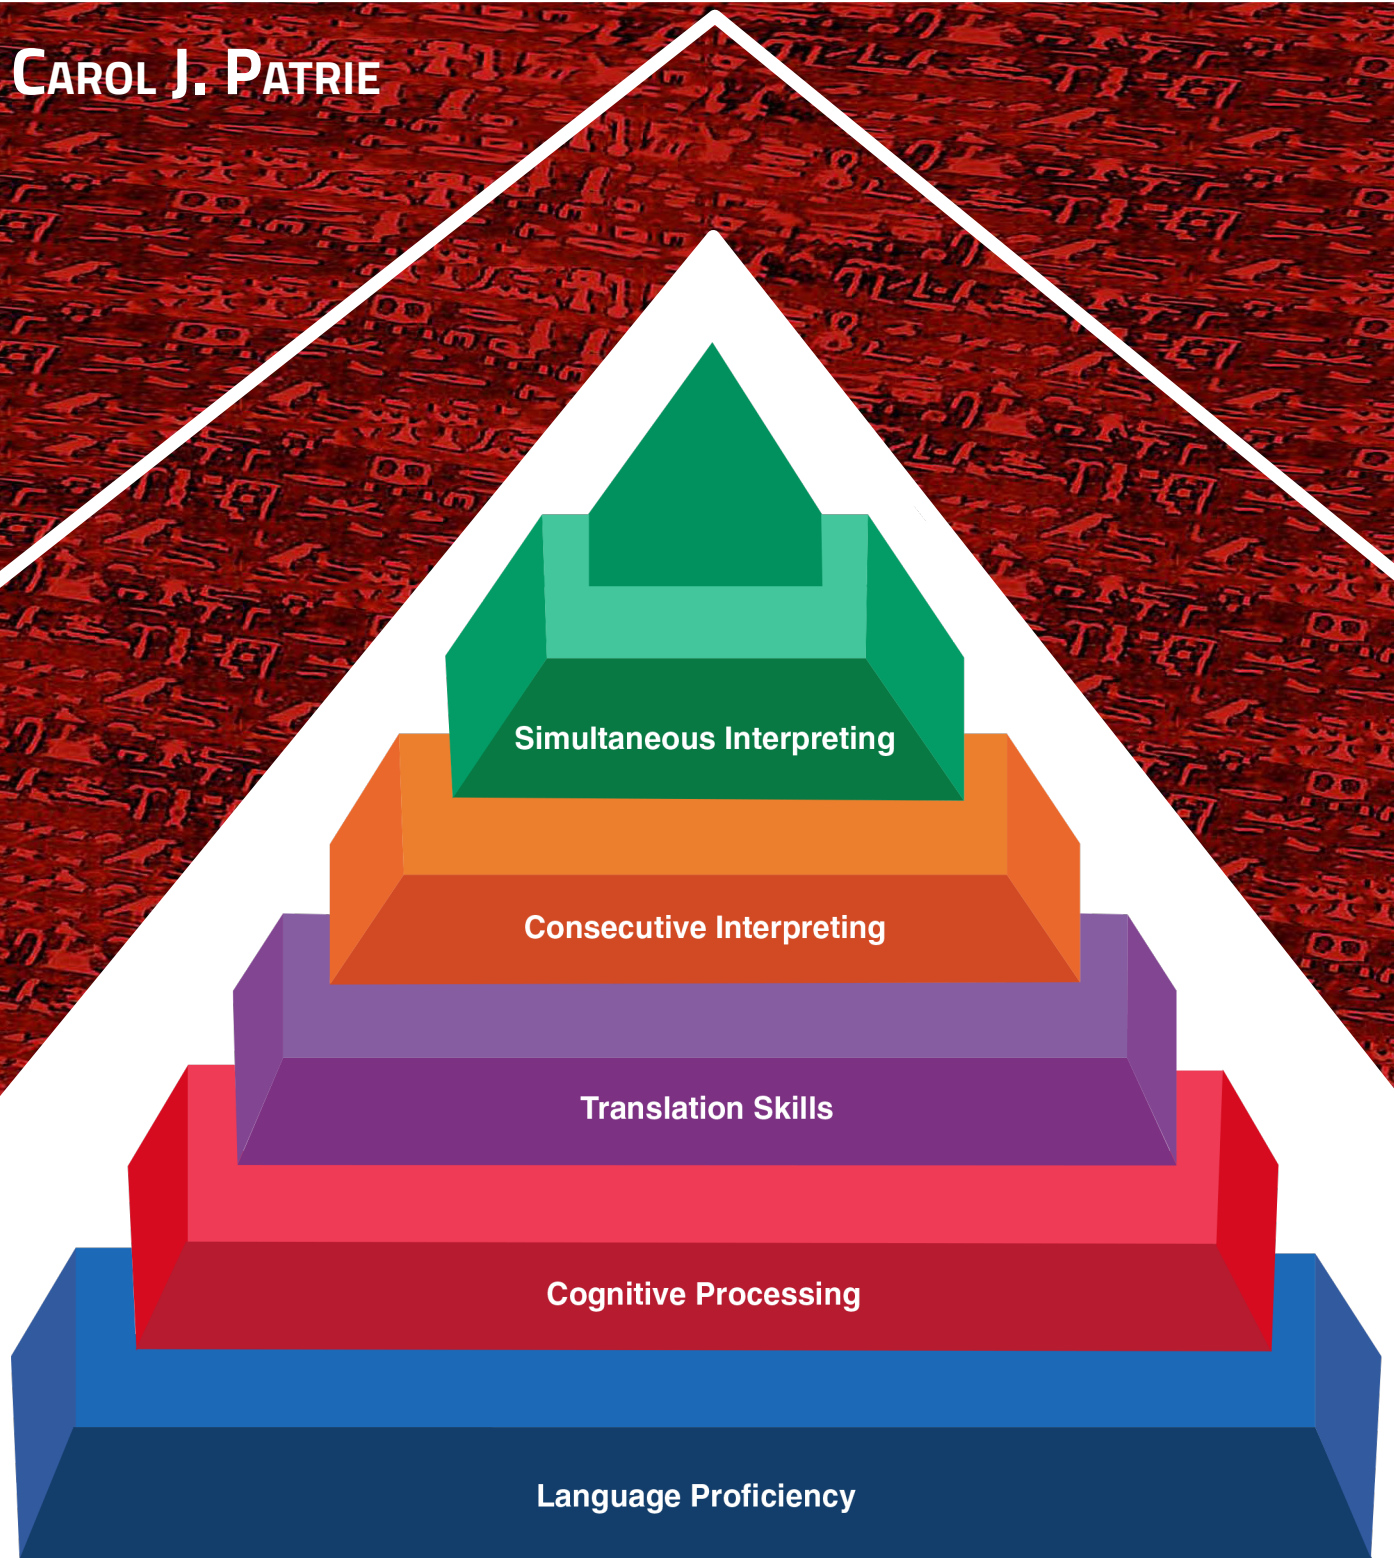 Carol J. Patrie
Simultaneous Interpreting
Consecutive Interpreting
Translation Skills
Cognitive Processing
Language Proficiency